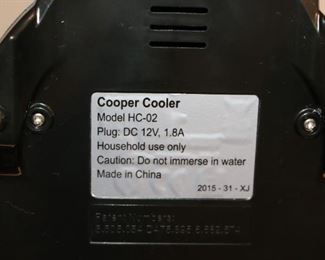 Cooper Cooler
Model HC-02
Plug: DC 12V, 1.8A
Household use only
Caution: Do not immerse in water
Made in China
2015 - 31 - XJ
Patent Numbers: